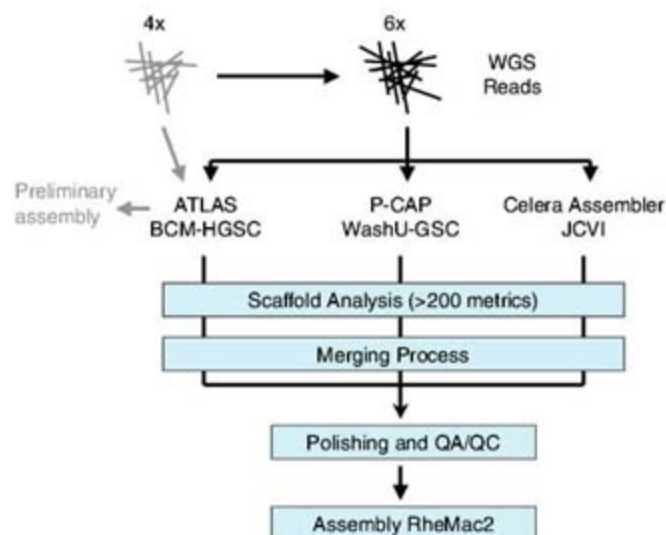 4x
6x
WGS
Reads
Preliminary
assembly
ATLAS
BCM-HGSC
P-CAP
WashU-GSC
Celera Assembler
JCVI
Scaffold Analysis (>200 metrics)
Merging Process
Polishing and QA/QC
Assembly RheMac2